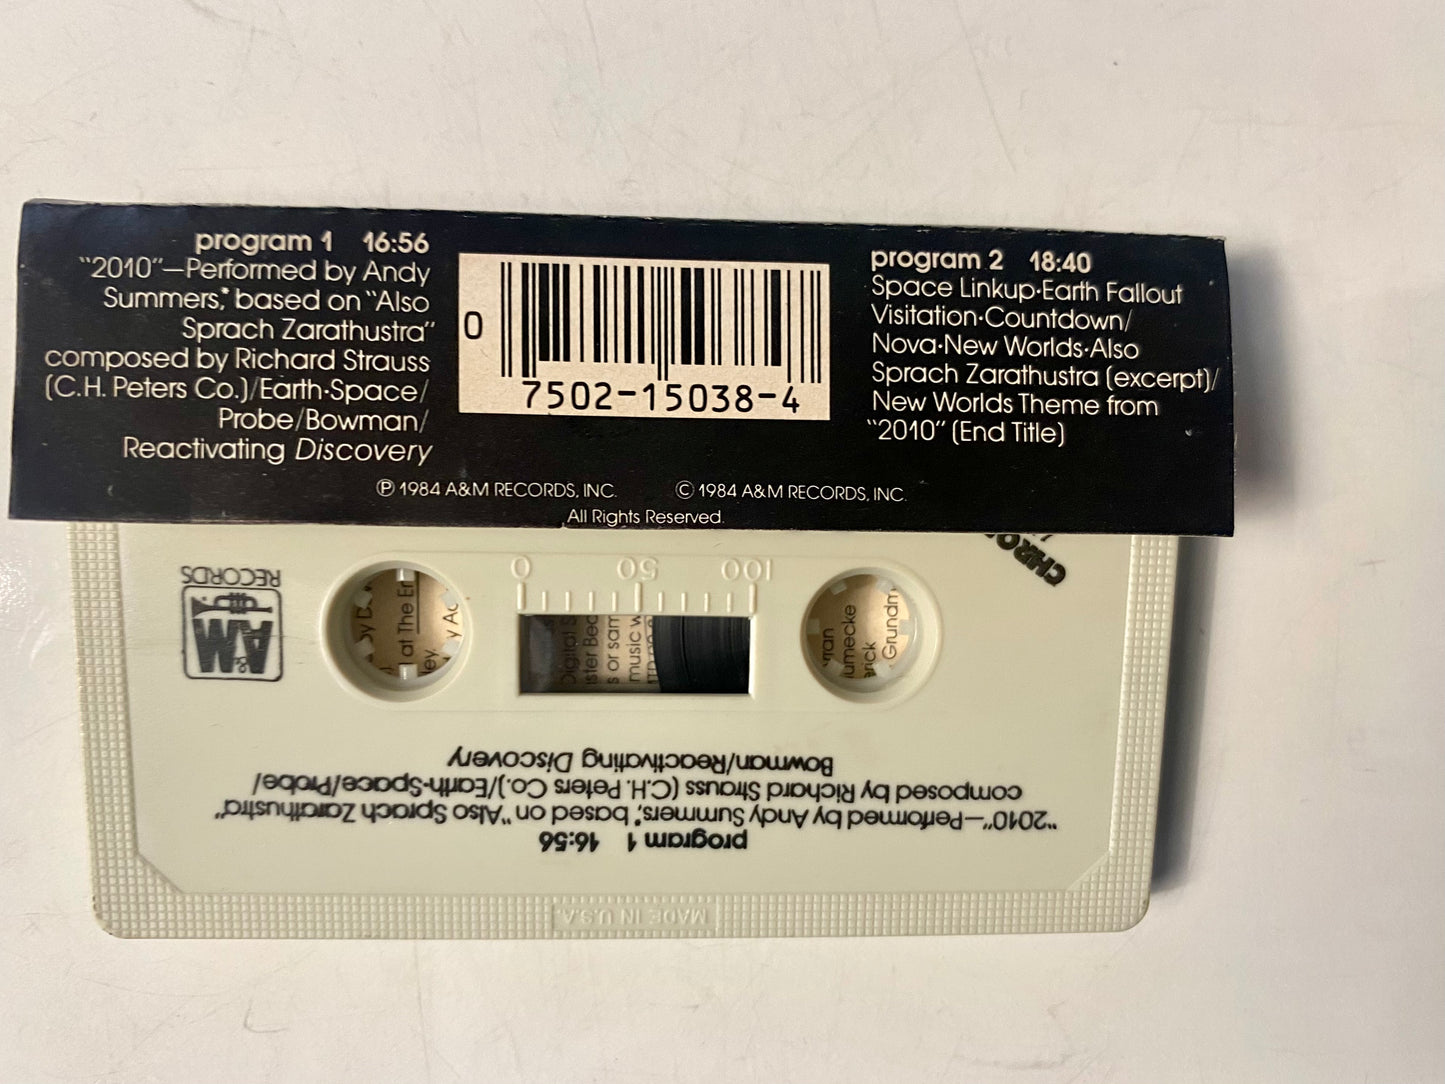 program 1 16:56
"2010"—Performed by Andy
Summers,* based on "Also
Sprach Zarathustra"
composed by Richard Strauss
(C.H. Peters Co.)/Earth·Space/
Probe/Bowman/
Reactivating Discovery
0
7502-15038-4
program 2 18:40
Space Linkup·Earth Fallout
Visitation·Countdown/
Nova·New Worlds·Also
Sprach Zarathustra (excerpt)/
New Worlds Theme from
"2010" (End Title)
℗ 1984 A&M RECORDS, INC. © 1984 A&M RECORDS, INC.
All Rights Reserved.
A&M
RECORDS
0 50 100
at The
music
umecke
Grundm
program 1 16:56
"2010"—Performed by Andy Summers,* based on "Also Sprach Zarathustra"
composed by Richard Strauss (C.H. Peters Co.)/Earth-Space/Probe/
Bowman/Reactivating Discovery
MADE IN U.S.A.